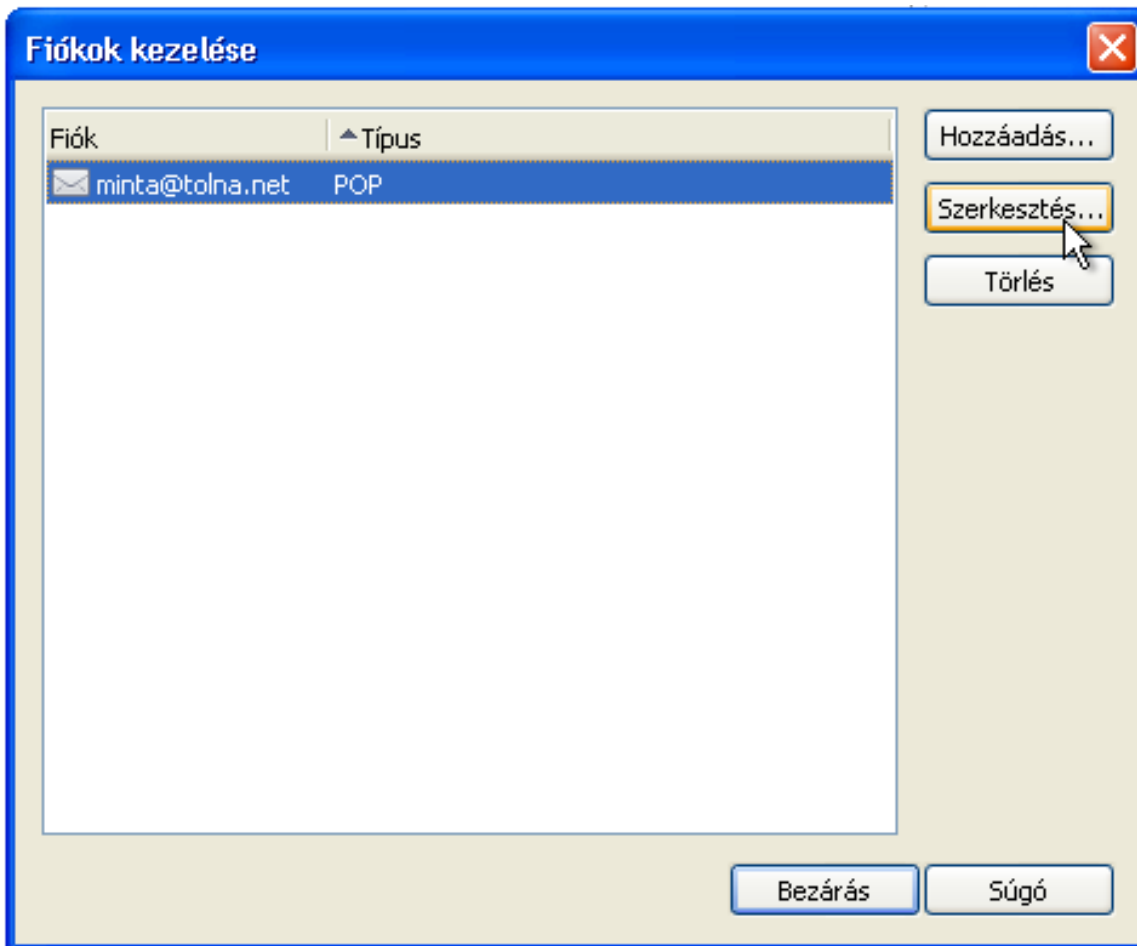 Fiókok kezelése
Fiók Típus
minta@tolna.net POP
Hozzáadás...
Szerkesztés...
Törlés
Bezárás Súgó